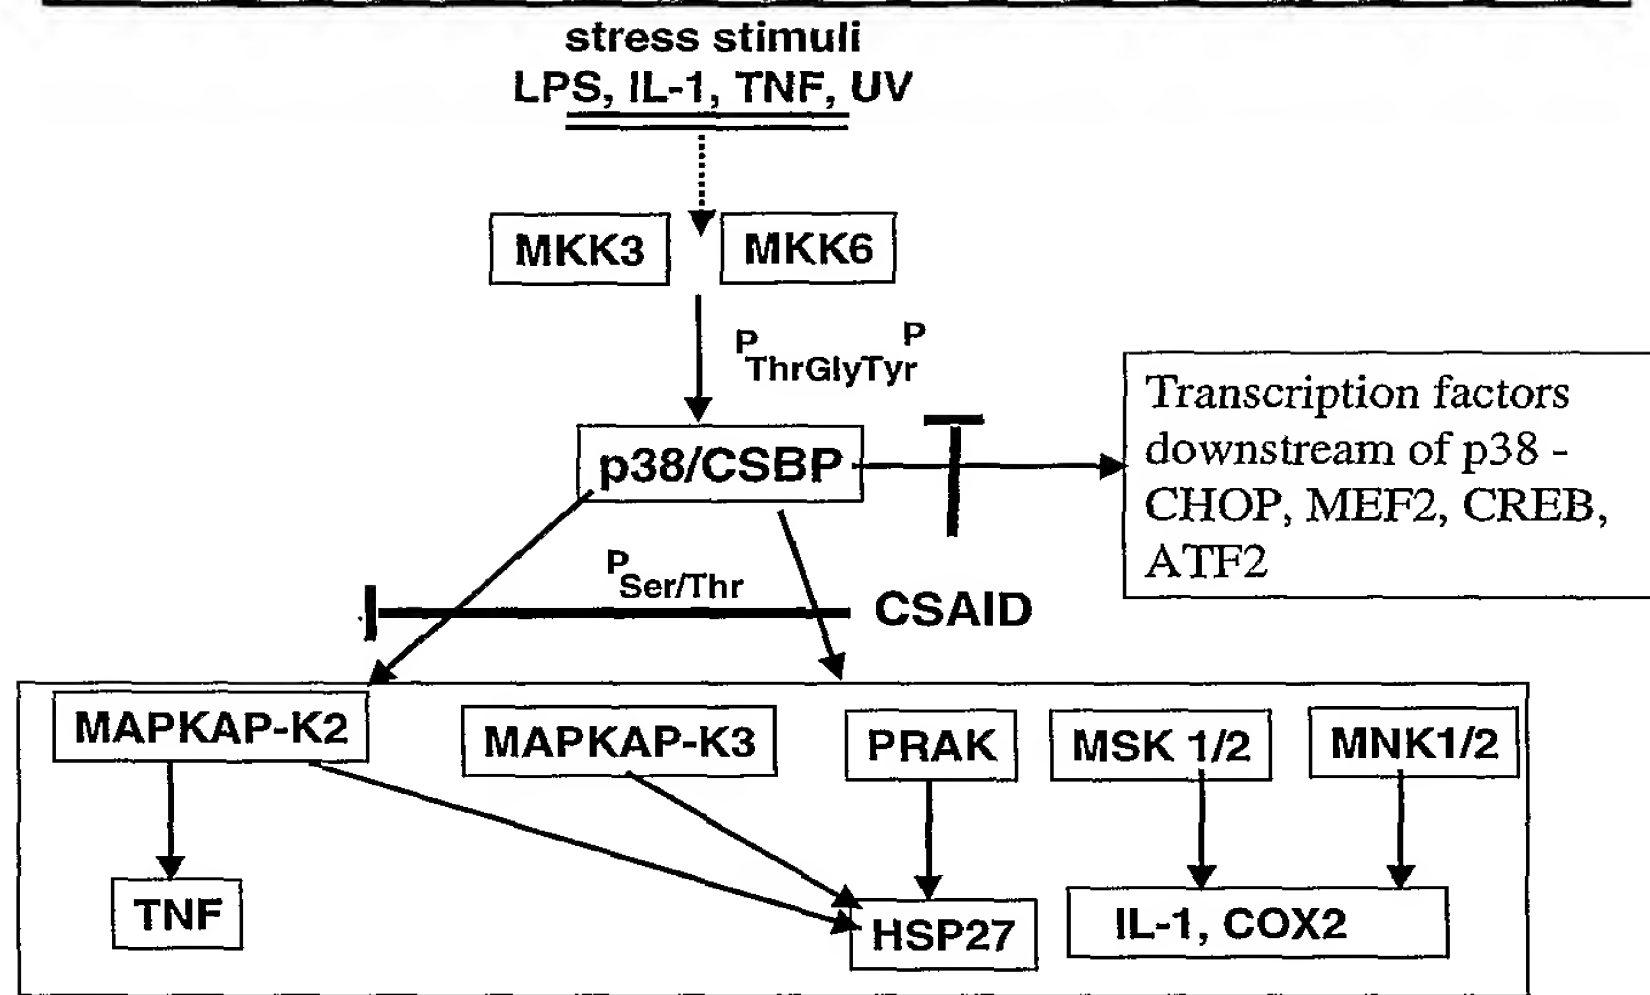 stress stimuli
LPS, IL-1, TNF, UV
MKK3
MKK6
P P
ThrGlyTyr
p38/CSBP
Transcription factors
downstream of p38 -
CHOP, MEF2, CREB,
ATF2
P
Ser/Thr
CSAID
MAPKAP-K2
MAPKAP-K3
PRAK
MSK 1/2
MNK1/2
TNF
HSP27
IL-1, COX2